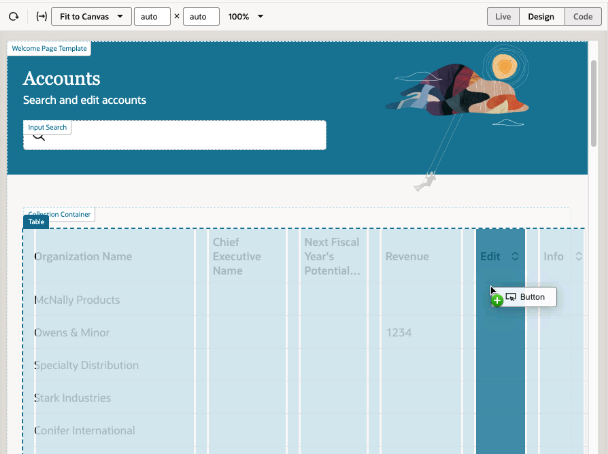 Fit to Canvas auto × auto 100% Live Design Code
Welcome Page Template
Accounts
Search and edit accounts
Input Search
Collection Container
Table
Organization Name
Chief
Executive
Name
Next Fiscal
Year's
Potential...
Revenue
Edit
Info
McNally Products
Button
Owens & Minor 1234
Specialty Distribution
Stark Industries
Conifer International